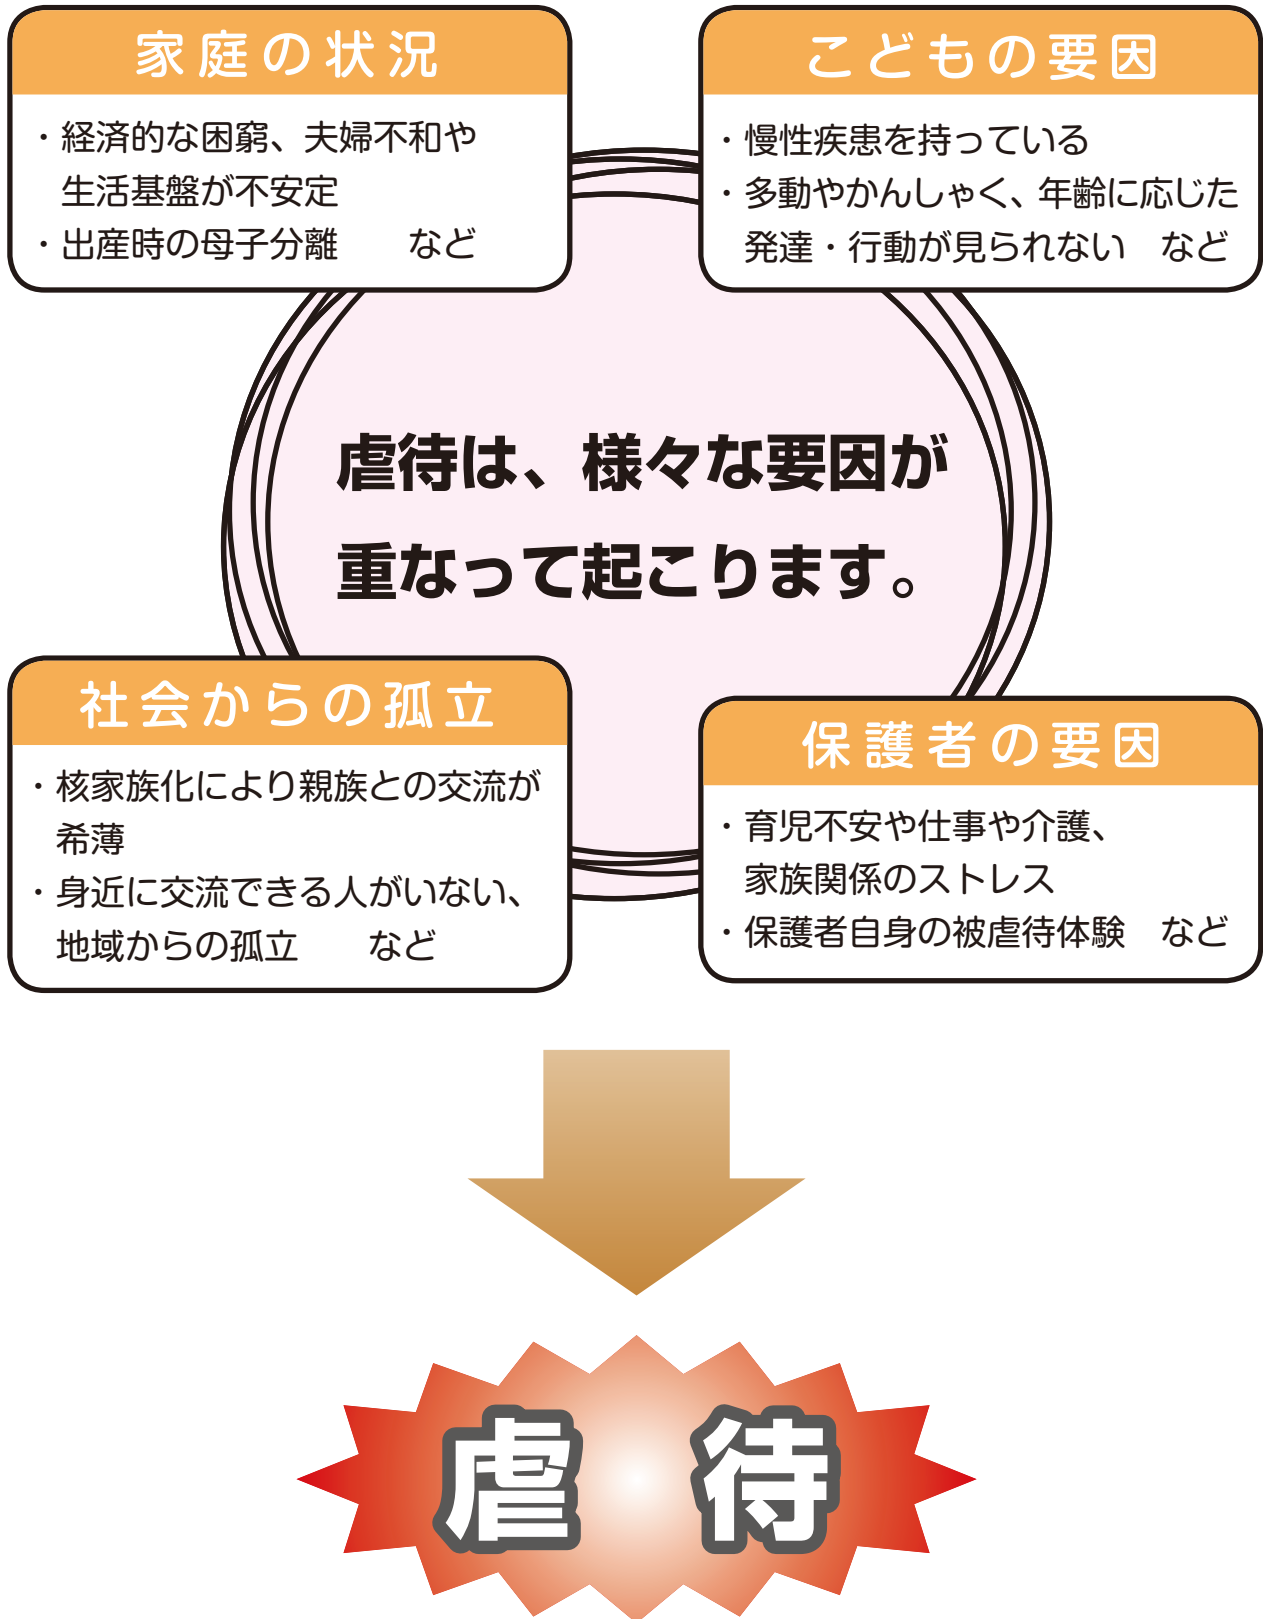 家庭の状況
・経済的な困窮、夫婦不和や
生活基盤が不安定
・出産時の母子分離　　など
こどもの要因
・慢性疾患を持っている
・多動やかんしゃく、年齢に応じた
発達・行動が見られない　など
虐待は、様々な要因が
重なって起こります。
社会からの孤立
・核家族化により親族との交流が
希薄
・身近に交流できる人がいない、
地域からの孤立　　など
保護者の要因
・育児不安や仕事や介護、
家族関係のストレス
・保護者自身の被虐待体験　など
虐待